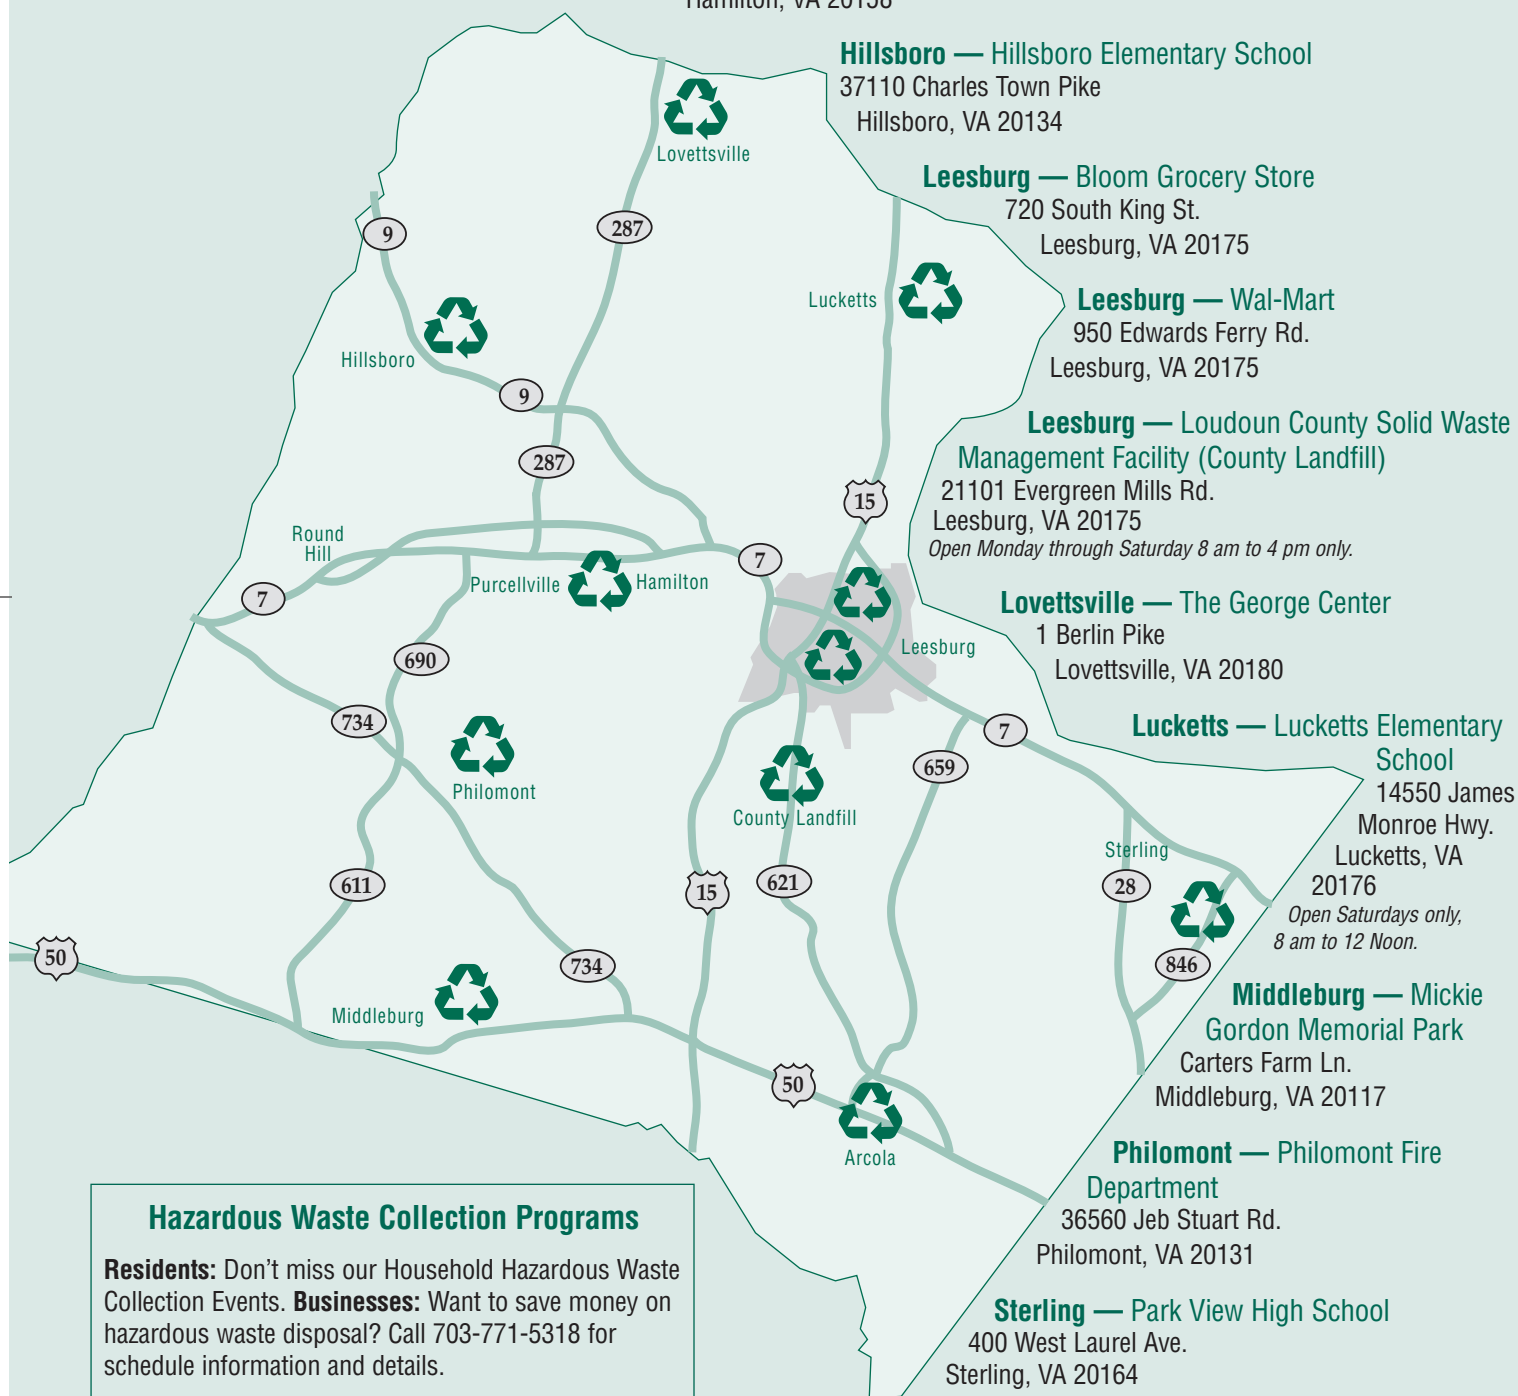 Hamilton, VA 20158
Hillsboro — Hillsboro Elementary School
37110 Charles Town Pike
Hillsboro, VA 20134
Leesburg — Bloom Grocery Store
720 South King St.
Leesburg, VA 20175
Leesburg — Wal-Mart
950 Edwards Ferry Rd.
Leesburg, VA 20175
Leesburg — Loudoun County Solid Waste
Management Facility (County Landfill)
21101 Evergreen Mills Rd.
Leesburg, VA 20175
Open Monday through Saturday 8 am to 4 pm only.
Lovettsville — The George Center
1 Berlin Pike
Lovettsville, VA 20180
Lucketts — Lucketts Elementary
School
14550 James
Monroe Hwy.
Lucketts, VA
20176
Open Saturdays only,
8 am to 12 Noon.
Middleburg — Mickie
Gordon Memorial Park
Carters Farm Ln.
Middleburg, VA 20117
Philomont — Philomont Fire
Department
36560 Jeb Stuart Rd.
Philomont, VA 20131
Sterling — Park View High School
400 West Laurel Ave.
Sterling, VA 20164
Lovettsville
9
287
Lucketts
Hillsboro
9
287
15
Round
Hill
7
Purcellville
Hamilton
7
690
Leesburg
734
7
659
Philomont
County Landfill
Sterling
611
15
621
28
50
734
846
Middleburg
50
Arcola
Hazardous Waste Collection Programs
Residents: Don’t miss our Household Hazardous Waste
Collection Events. Businesses: Want to save money on
hazardous waste disposal? Call 703-771-5318 for
schedule information and details.